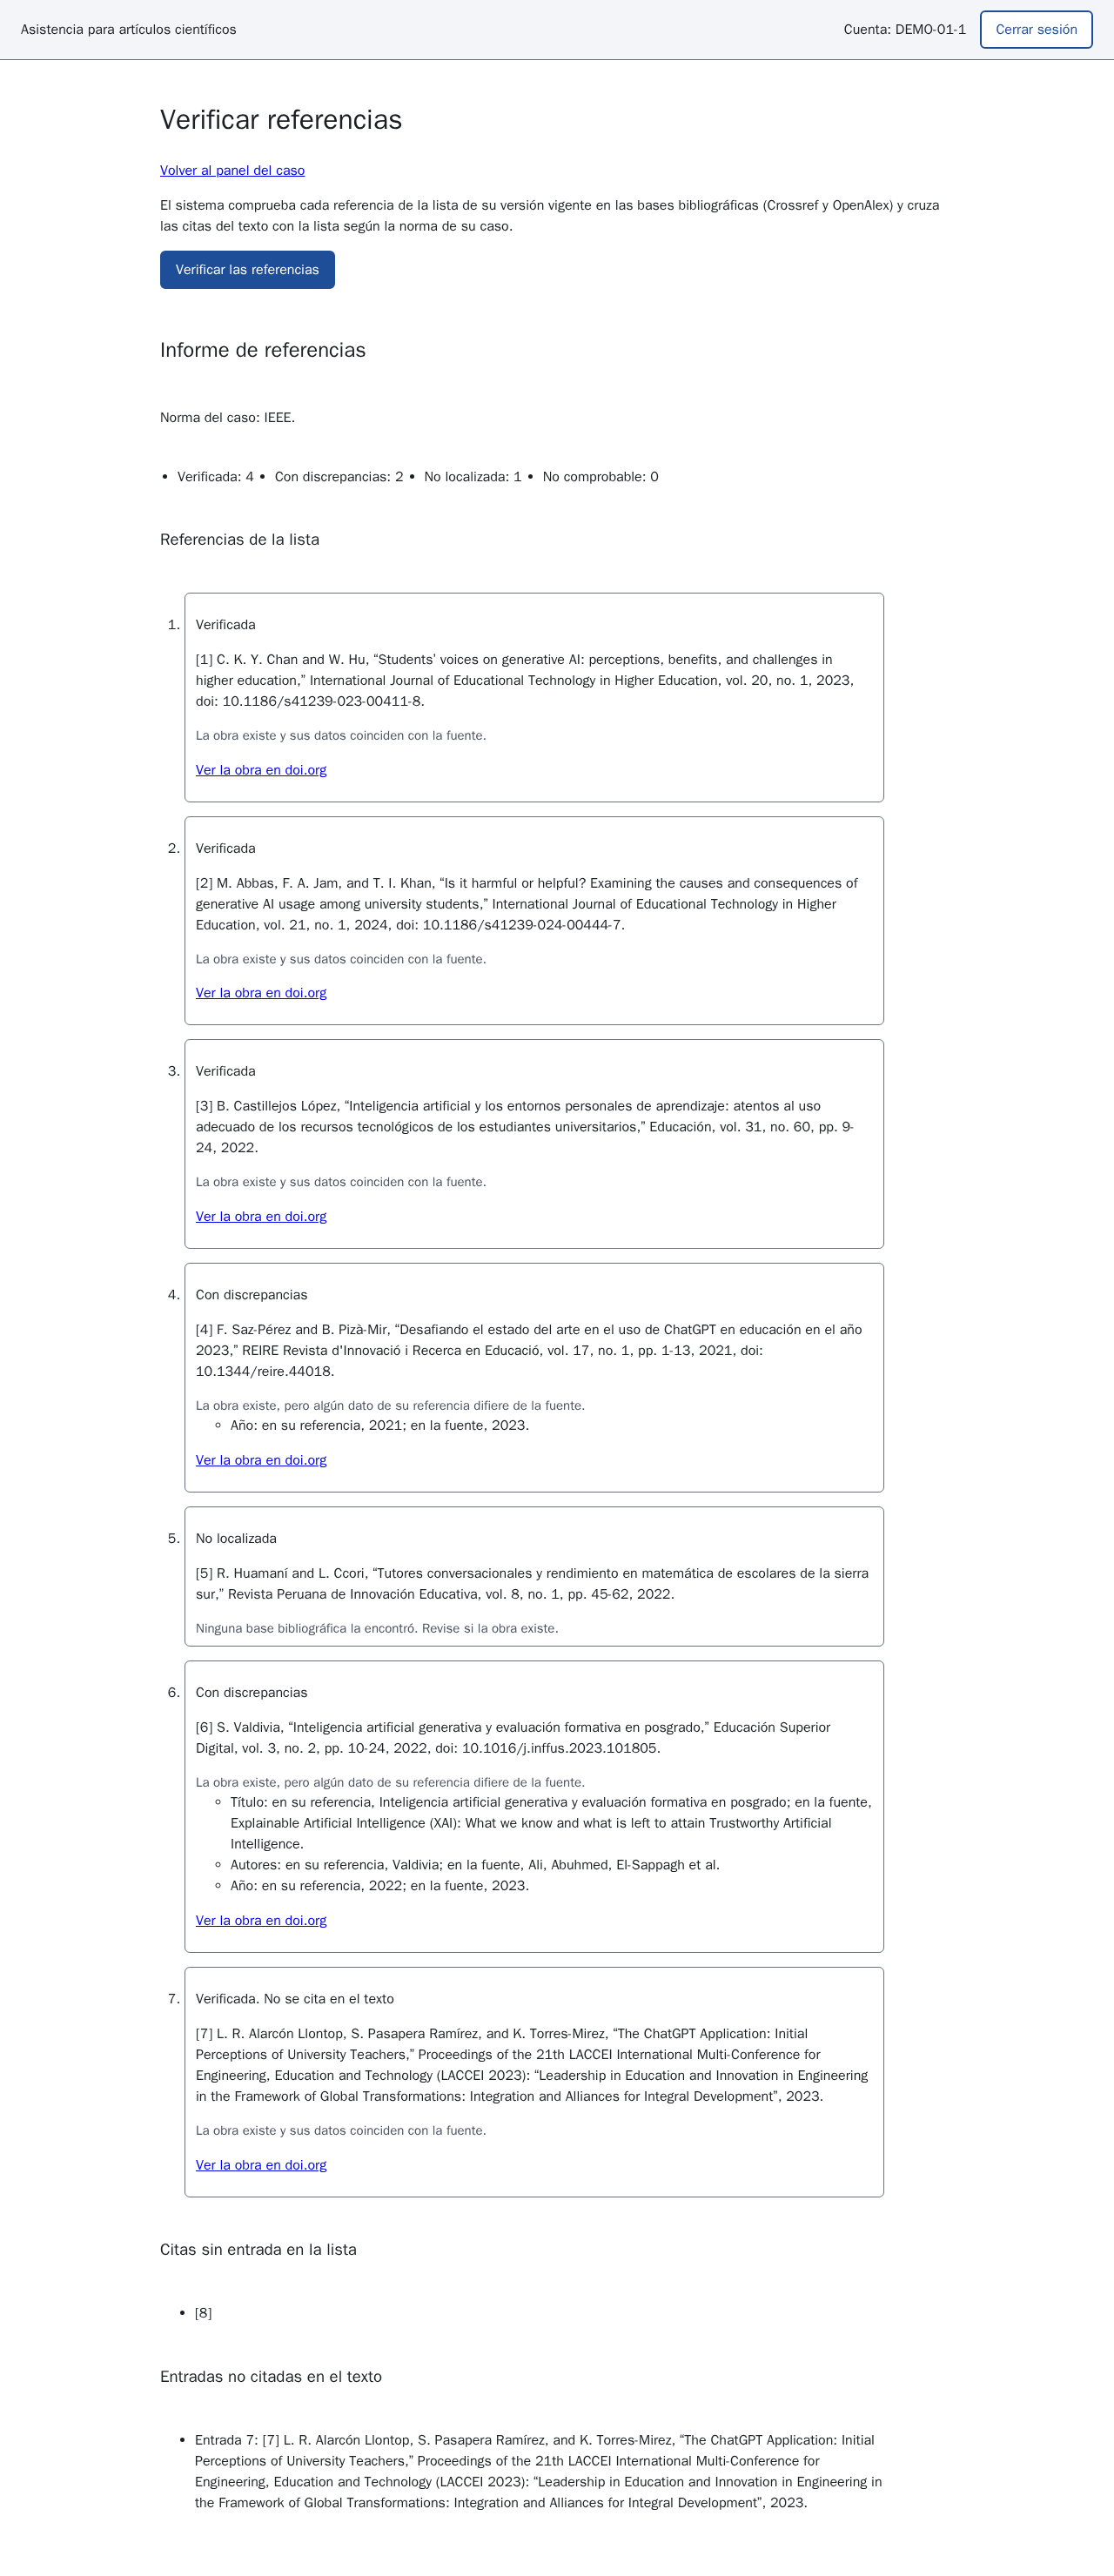 Asistencia para artículos científicos
Cuenta: DEMO-01-1
Cerrar sesión
Verificar referencias
Volver al panel del caso
El sistema comprueba cada referencia de la lista de su versión vigente en las bases bibliográficas (Crossref y OpenAlex) y cruza
las citas del texto con la lista según la norma de su caso.
Verificar las referencias
Informe de referencias
Norma del caso: IEEE.
• Verificada: 4 • Con discrepancias: 2 • No localizada: 1 • No comprobable: 0
Referencias de la lista
1. Verificada
[1] C. K. Y. Chan and W. Hu, “Students’ voices on generative AI: perceptions, benefits, and challenges in
higher education,” International Journal of Educational Technology in Higher Education, vol. 20, no. 1, 2023,
doi: 10.1186/s41239-023-00411-8.
La obra existe y sus datos coinciden con la fuente.
Ver la obra en doi.org
2. Verificada
[2] M. Abbas, F. A. Jam, and T. I. Khan, “Is it harmful or helpful? Examining the causes and consequences of
generative AI usage among university students,” International Journal of Educational Technology in Higher
Education, vol. 21, no. 1, 2024, doi: 10.1186/s41239-024-00444-7.
La obra existe y sus datos coinciden con la fuente.
Ver la obra en doi.org
3. Verificada
[3] B. Castillejos López, “Inteligencia artificial y los entornos personales de aprendizaje: atentos al uso
adecuado de los recursos tecnológicos de los estudiantes universitarios,” Educación, vol. 31, no. 60, pp. 9-
24, 2022.
La obra existe y sus datos coinciden con la fuente.
Ver la obra en doi.org
4. Con discrepancias
[4] F. Saz-Pérez and B. Pizà-Mir, “Desafiando el estado del arte en el uso de ChatGPT en educación en el año
2023,” REIRE Revista d'Innovació i Recerca en Educació, vol. 17, no. 1, pp. 1-13, 2021, doi:
10.1344/reire.44018.
La obra existe, pero algún dato de su referencia difiere de la fuente.
◦ Año: en su referencia, 2021; en la fuente, 2023.
Ver la obra en doi.org
5. No localizada
[5] R. Huamaní and L. Ccori, “Tutores conversacionales y rendimiento en matemática de escolares de la sierra
sur,” Revista Peruana de Innovación Educativa, vol. 8, no. 1, pp. 45-62, 2022.
Ninguna base bibliográfica la encontró. Revise si la obra existe.
6. Con discrepancias
[6] S. Valdivia, “Inteligencia artificial generativa y evaluación formativa en posgrado,” Educación Superior
Digital, vol. 3, no. 2, pp. 10-24, 2022, doi: 10.1016/j.inffus.2023.101805.
La obra existe, pero algún dato de su referencia difiere de la fuente.
◦ Título: en su referencia, Inteligencia artificial generativa y evaluación formativa en posgrado; en la fuente,
Explainable Artificial Intelligence (XAI): What we know and what is left to attain Trustworthy Artificial
Intelligence.
◦ Autores: en su referencia, Valdivia; en la fuente, Ali, Abuhmed, El-Sappagh et al.
◦ Año: en su referencia, 2022; en la fuente, 2023.
Ver la obra en doi.org
7. Verificada. No se cita en el texto
[7] L. R. Alarcón Llontop, S. Pasapera Ramírez, and K. Torres-Mirez, “The ChatGPT Application: Initial
Perceptions of University Teachers,” Proceedings of the 21th LACCEI International Multi-Conference for
Engineering, Education and Technology (LACCEI 2023): “Leadership in Education and Innovation in Engineering
in the Framework of Global Transformations: Integration and Alliances for Integral Development”, 2023.
La obra existe y sus datos coinciden con la fuente.
Ver la obra en doi.org
Citas sin entrada en la lista
• [8]
Entradas no citadas en el texto
• Entrada 7: [7] L. R. Alarcón Llontop, S. Pasapera Ramírez, and K. Torres-Mirez, “The ChatGPT Application: Initial
Perceptions of University Teachers,” Proceedings of the 21th LACCEI International Multi-Conference for
Engineering, Education and Technology (LACCEI 2023): “Leadership in Education and Innovation in Engineering in
the Framework of Global Transformations: Integration and Alliances for Integral Development”, 2023.